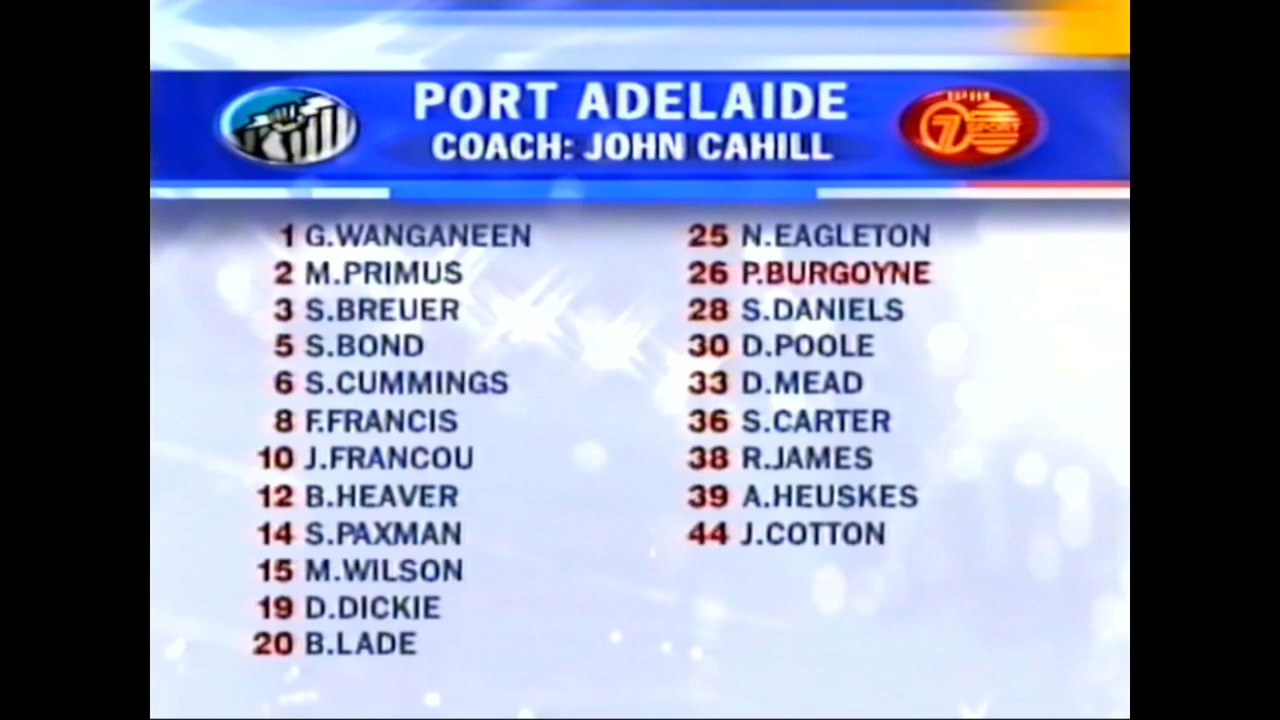 PORT ADELAIDE
COACH: JOHN CAHILL
7 SPORT
1 G.WANGANEEN
2 M.PRIMUS
3 S.BREUER
5 S.BOND
6 S.CUMMINGS
8 F.FRANCIS
10 J.FRANCOU
12 B.HEAVER
14 S.PAXMAN
15 M.WILSON
19 D.DICKIE
20 B.LADE
25 N.EAGLETON
26 P.BURGOYNE
28 S.DANIELS
30 D.POOLE
33 D.MEAD
36 S.CARTER
38 R.JAMES
39 A.HEUSKES
44 J.COTTON